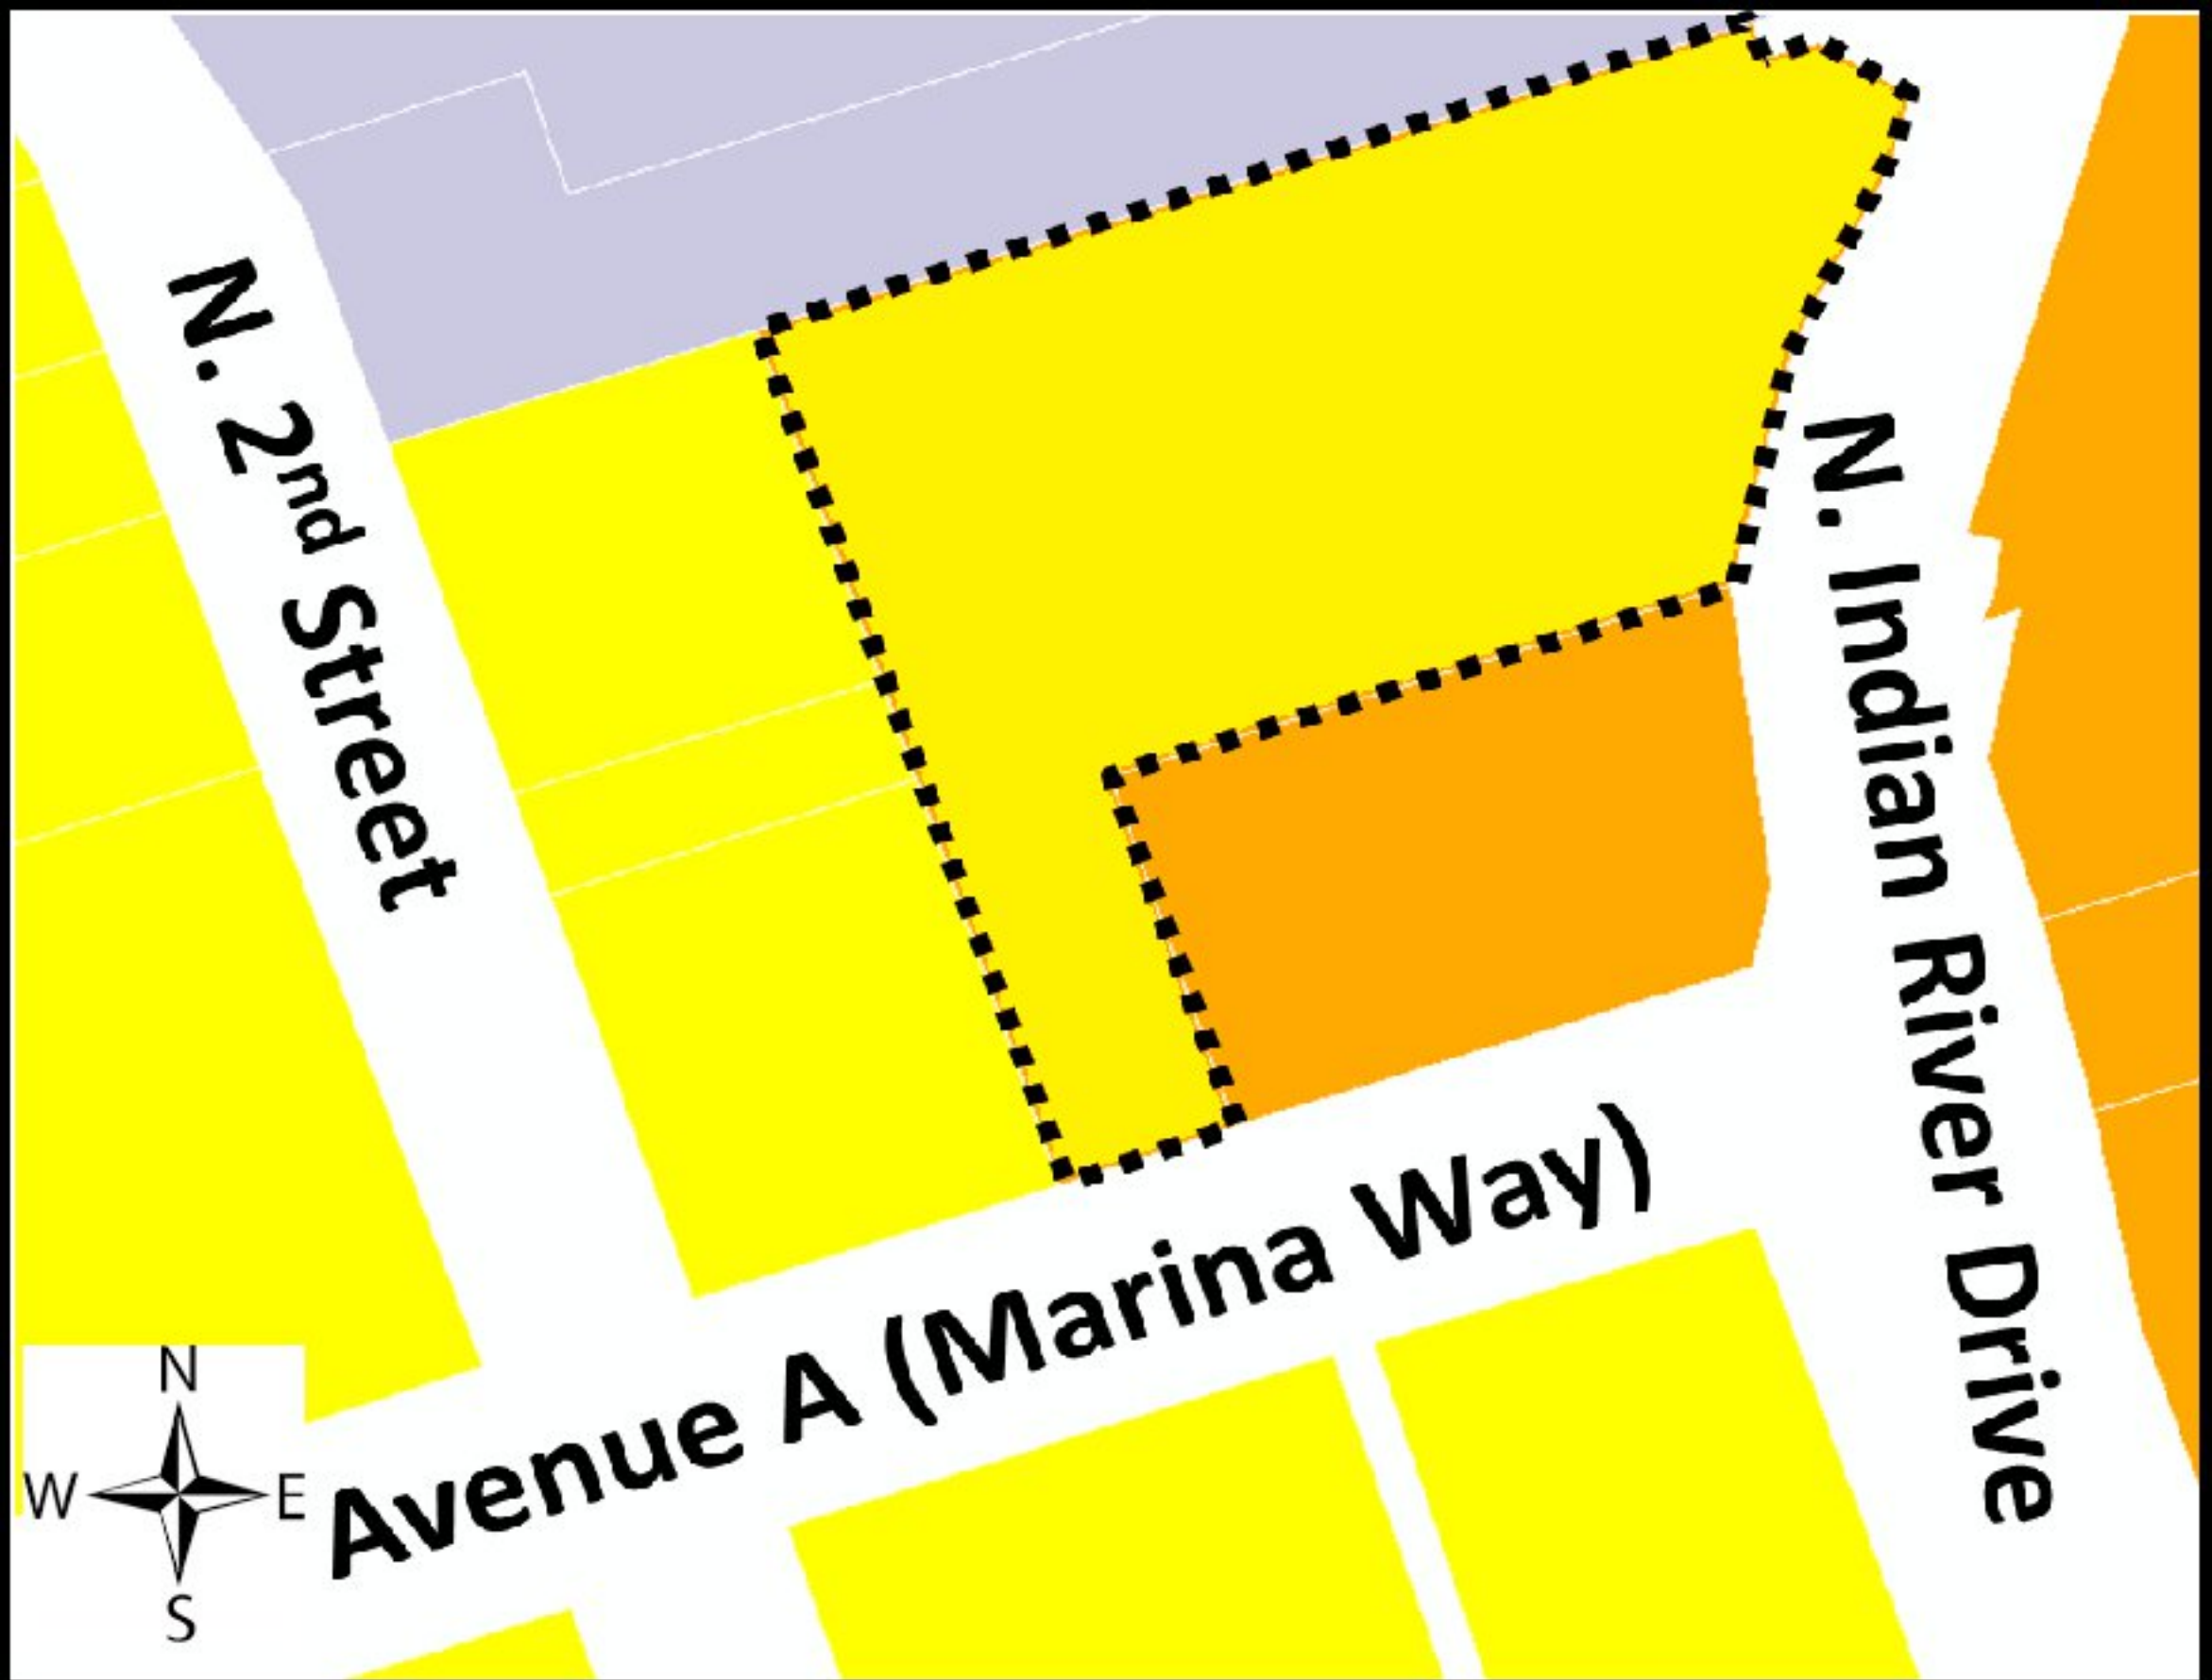 N. 2nd Street
N. Indian River Drive
Avenue A (Marina Way)
N
W E
S